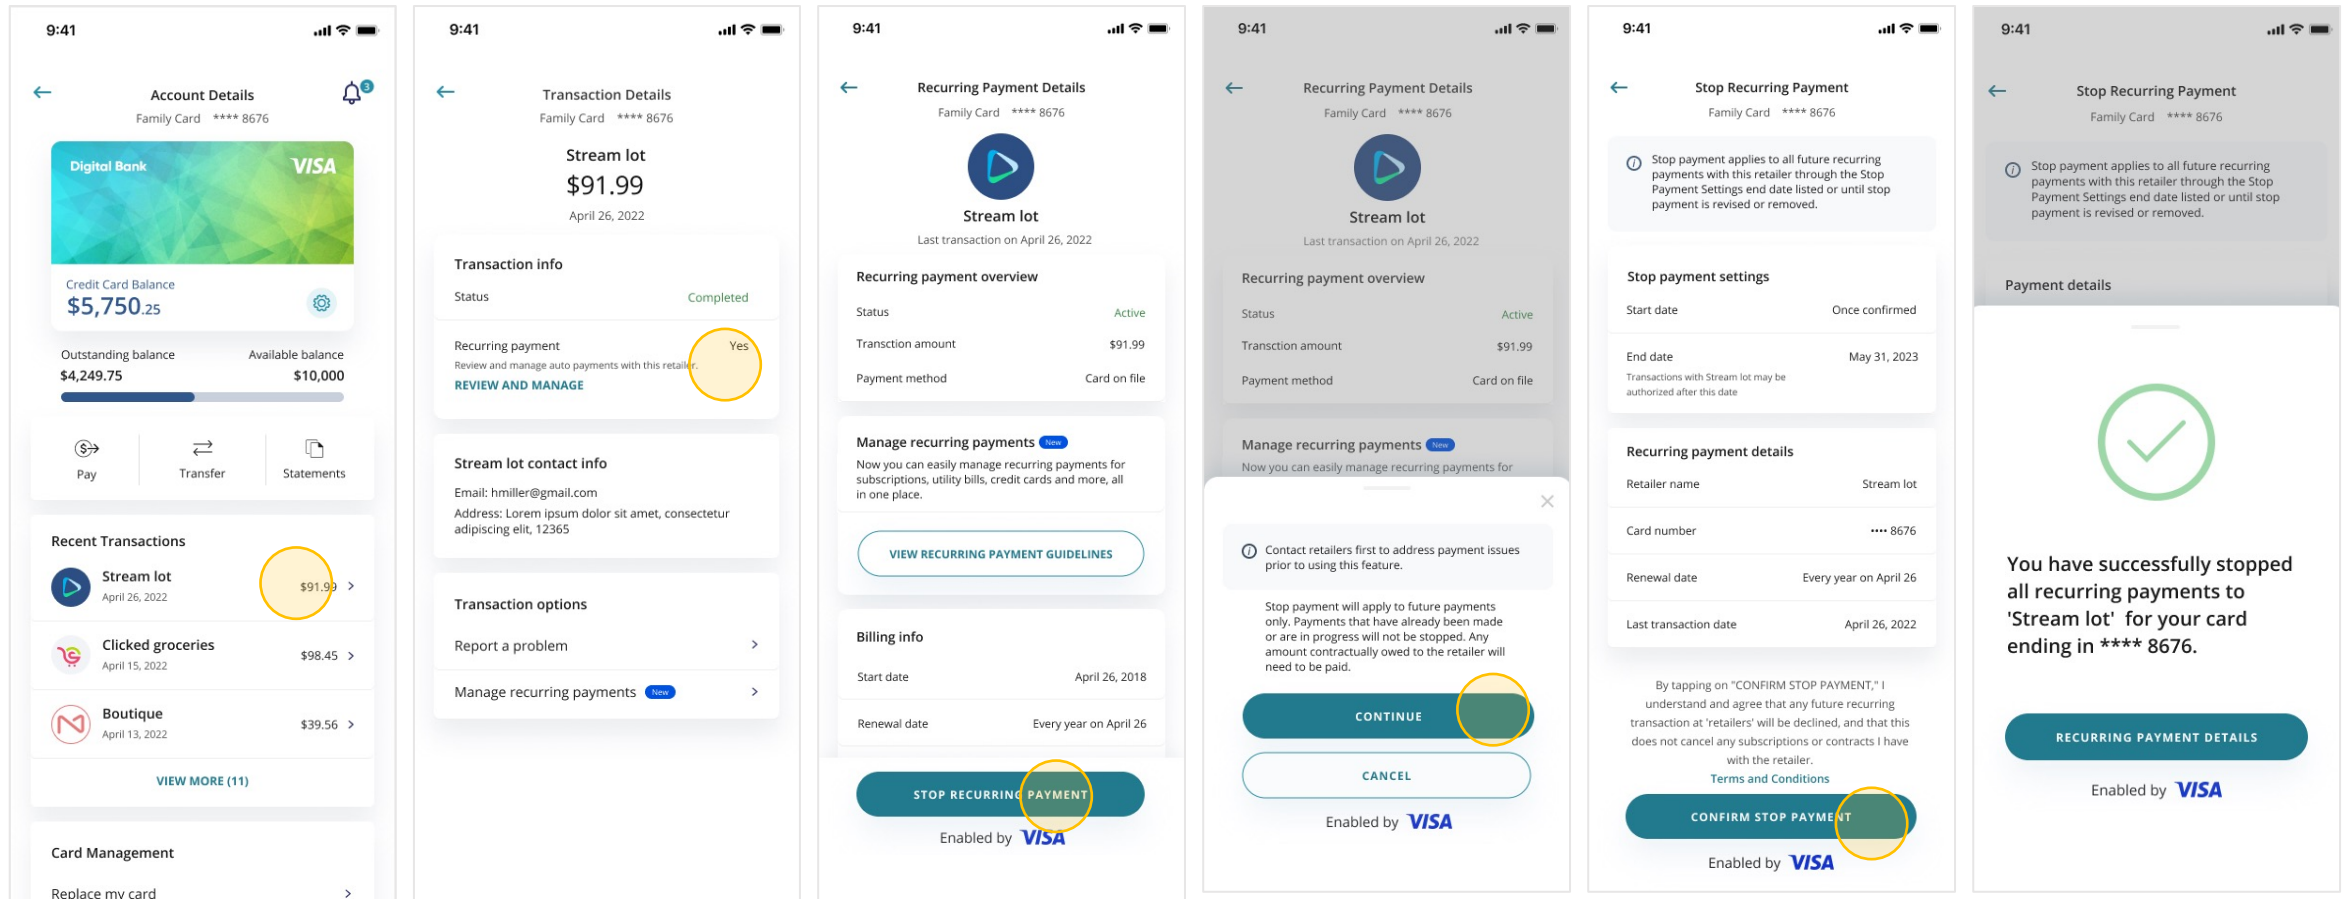 9:41
Account Details
3
Family Card **** 8676
Digital Bank
VISA
Credit Card Balance
$5,750.25
Outstanding balance
Available balance
$4,249.75
$10,000
Pay
Transfer
Statements
Recent Transactions
Stream lot
April 26, 2022
$91.99
Clicked groceries
April 15, 2022
$98.45
Boutique
April 13, 2022
$39.56
VIEW MORE (11)
Card Management
Replace my card
9:41
Transaction Details
Family Card **** 8676
Stream lot
$91.99
April 26, 2022
Transaction info
Status
Completed
Recurring payment
Yes
Review and manage auto payments with this retailer.
REVIEW AND MANAGE
Stream lot contact info
Email: hmiller@gmail.com
Address: Lorem ipsum dolor sit amet, consectetur
adipiscing elit, 12365
Transaction options
Report a problem
Manage recurring payments New
9:41
Recurring Payment Details
Family Card **** 8676
Stream lot
Last transaction on April 26, 2022
Recurring payment overview
Status
Active
Transction amount
$91.99
Payment method
Card on file
Manage recurring payments New
Now you can easily manage recurring payments for
subscriptions, utility bills, credit cards and more, all
in one place.
VIEW RECURRING PAYMENT GUIDELINES
Billing info
Start date
April 26, 2018
Renewal date
Every year on April 26
STOP RECURRING PAYMENT
Enabled by VISA
9:41
Recurring Payment Details
Family Card **** 8676
Stream lot
Last transaction on April 26, 2022
Recurring payment overview
Status
Active
Transction amount
$91.99
Payment method
Card on file
Manage recurring payments New
Now you can easily manage recurring payments for
Contact retailers first to address payment issues
prior to using this feature.
Stop payment will apply to future payments
only. Payments that have already been made
or are in progress will not be stopped. Any
amount contractually owed to the retailer will
need to be paid.
CONTINUE
CANCEL
Enabled by VISA
9:41
Stop Recurring Payment
Family Card **** 8676
Stop payment applies to all future recurring
payments with this retailer through the Stop
Payment Settings end date listed or until stop
payment is revised or removed.
Stop payment settings
Start date
Once confirmed
End date
May 31, 2023
Transactions with Stream lot may be
authorized after this date
Recurring payment details
Retailer name
Stream lot
Card number
•••• 8676
Renewal date
Every year on April 26
Last transaction date
April 26, 2022
By tapping on "CONFIRM STOP PAYMENT," I
understand and agree that any future recurring
transaction at 'retailers' will be declined, and that this
does not cancel any subscriptions or contracts I have
with the retailer.
Terms and Conditions
CONFIRM STOP PAYMENT
Enabled by VISA
9:41
Stop Recurring Payment
Family Card **** 8676
Stop payment applies to all future recurring
payments with this retailer through the Stop
Payment Settings end date listed or until stop
payment is revised or removed.
Payment details
You have successfully stopped
all recurring payments to
'Stream lot' for your card
ending in **** 8676.
RECURRING PAYMENT DETAILS
Enabled by VISA